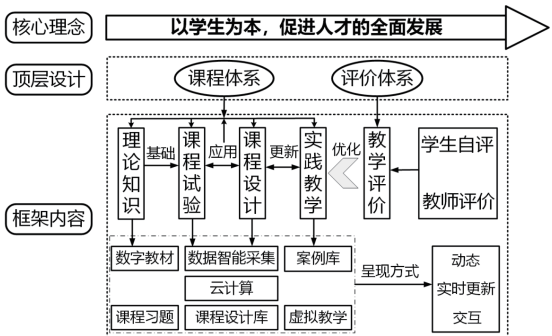 核心理念
以学生为本，促进人才的全面发展
顶层设计
课程体系
评价体系
框架内容
理论知识
基础
课程试验
应用
课程设计
更新
实践教学
优化
教学评价
学生自评
教师评价
数字教材
数据智能采集
案例库
云计算
课程习题
课程设计库
虚拟教学
呈现方式
动态
实时更新
交互